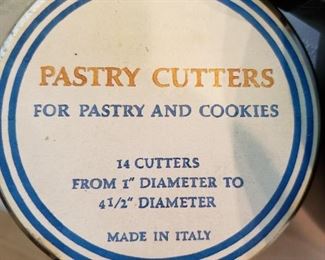 PASTRY CUTTERS
FOR PASTRY AND COOKIES
14 CUTTERS
FROM 1" DIAMETER TO
4 1/2" DIAMETER
MADE IN ITALY